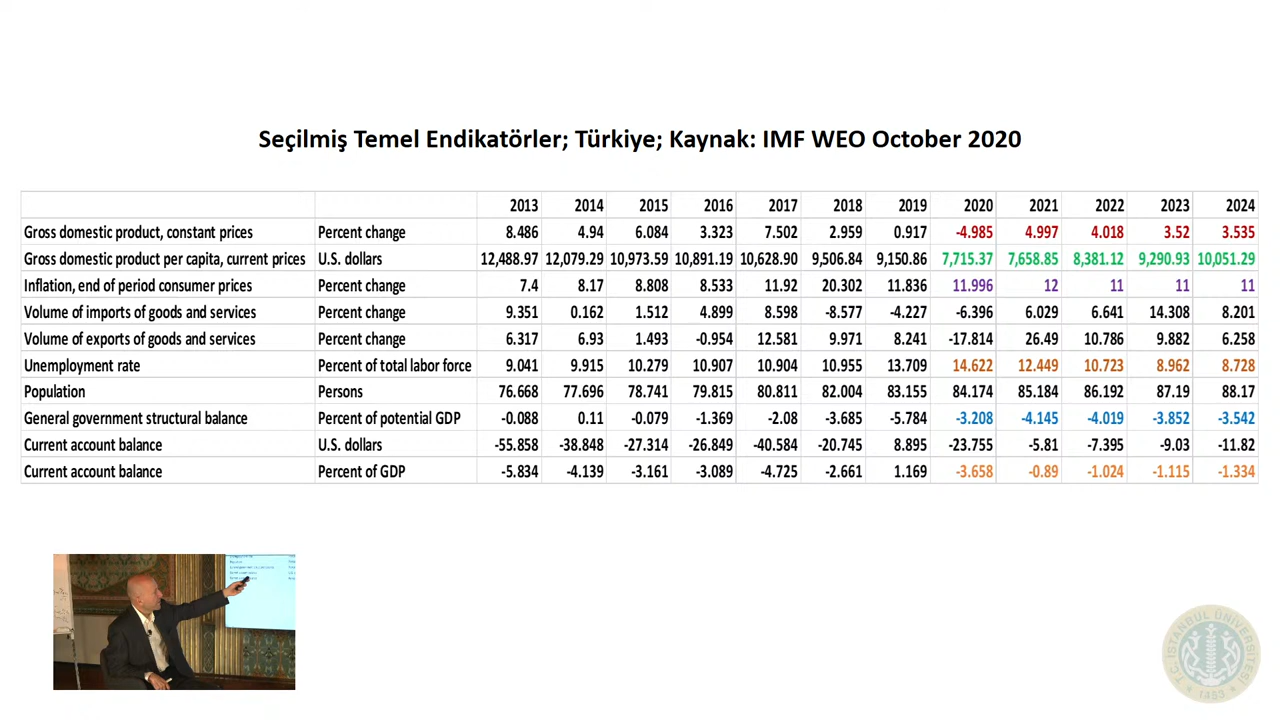 Seçilmiş Temel Endikatörler; Türkiye; Kaynak: IMF WEO October 2020
2013 2014 2015 2016 2017 2018 2019 2020 2021 2022 2023 2024
Gross domestic product, constant prices Percent change 8.486 4.94 6.084 3.323 7.502 2.959 0.917 -4.985 4.997 4.018 3.52 3.535
Gross domestic product per capita, current prices U.S. dollars 12,488.97 12,079.29 10,973.59 10,891.19 10,628.90 9,506.84 9,150.86 7,715.37 7,658.85 8,381.12 9,290.93 10,051.29
Inflation, end of period consumer prices Percent change 7.4 8.17 8.808 8.533 11.92 20.302 11.836 11.996 12 11 11 11
Volume of imports of goods and services Percent change 9.351 0.162 1.512 4.899 8.598 -8.577 -4.227 -6.396 6.029 6.641 14.308 8.201
Volume of exports of goods and services Percent change 6.317 6.93 1.493 -0.954 12.581 9.971 8.241 -17.814 26.49 10.786 9.882 6.258
Unemployment rate Percent of total labor force 9.041 9.915 10.279 10.907 10.904 10.955 13.709 14.622 12.449 10.723 8.962 8.728
Population Persons 76.668 77.696 78.741 79.815 80.811 82.004 83.155 84.174 85.184 86.192 87.19 88.17
General government structural balance Percent of potential GDP -0.088 0.11 -0.079 -1.369 -2.08 -3.685 -5.784 -3.208 -4.145 -4.019 -3.852 -3.542
Current account balance U.S. dollars -55.858 -38.848 -27.314 -26.849 -40.584 -20.745 8.895 -23.755 -5.81 -7.395 -9.03 -11.82
Current account balance Percent of GDP -5.834 -4.139 -3.161 -3.089 -4.725 -2.661 1.169 -3.658 -0.89 -1.024 -1.115 -1.334
T.C. İSTANBUL ÜNİVERSİTESİ
1453